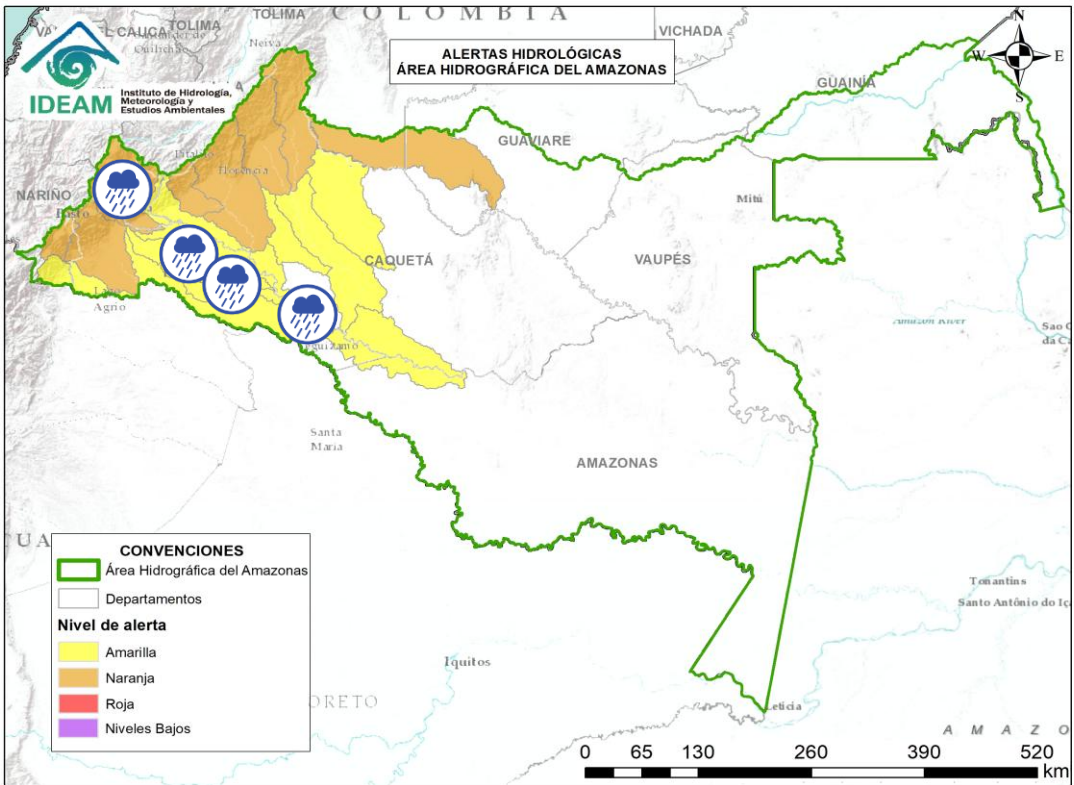 COLOMBIA
TOLIMA
TOLIMA
CAUCA
Quilichao
Neiva
VICHADA
ALERTAS HIDROLÓGICAS
ÁREA HIDROGRÁFICA DEL AMAZONAS
N
W
E
S
IDEAM
Instituto de Hidrología,
Meteorología y
Estudios Ambientales
GUAINÍA
GUAVIARE
Florencia
NARIÑO
Mitú
CAQUETÁ
VAUPÉS
Agrio
Amazon River
Santa
Maria
AMAZONAS
CONVENCIONES
Área Hidrográfica del Amazonas
Departamentos
Nivel de alerta
Amarilla
Naranja
Roja
Niveles Bajos
Tonantins
Santo Antônio do Iç
Iquitos
ORETO
Leticia
AMAZO
0 65 130 260 390 520
km